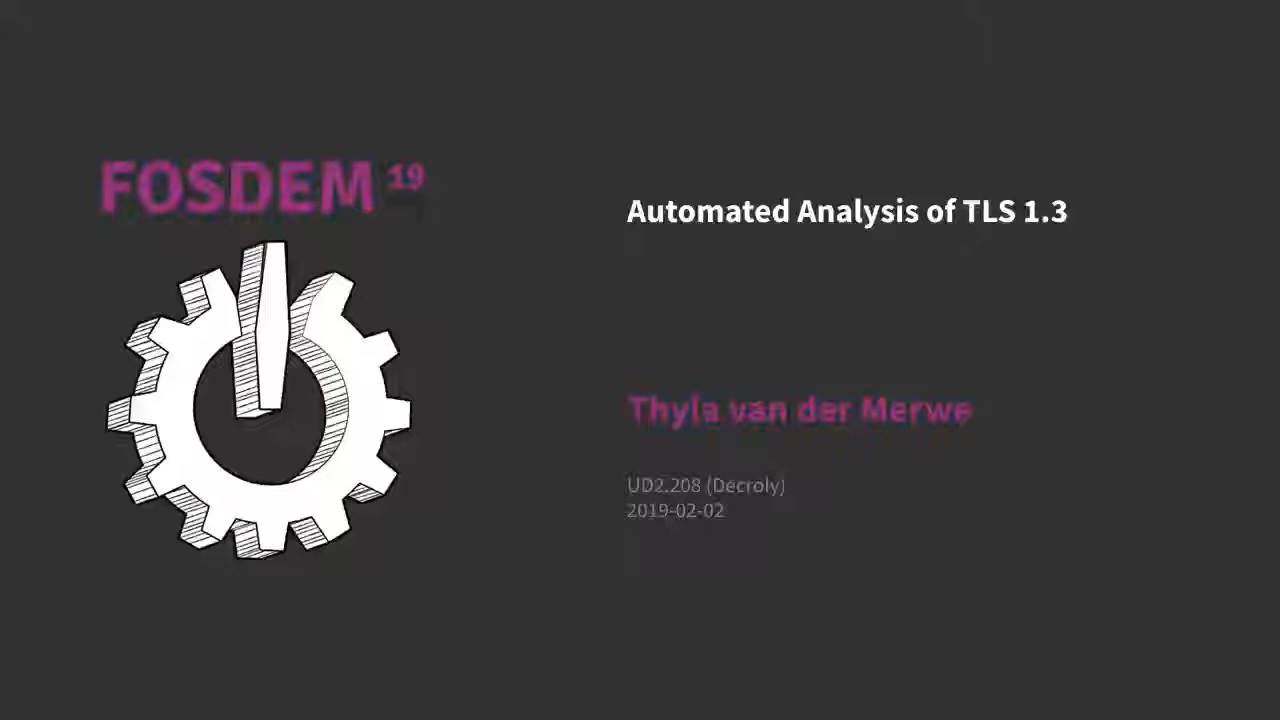 FOSDEM 19
Automated Analysis of TLS 1.3
Thyla van der Merwe
UD2.208 (Decroly)
2019-02-02